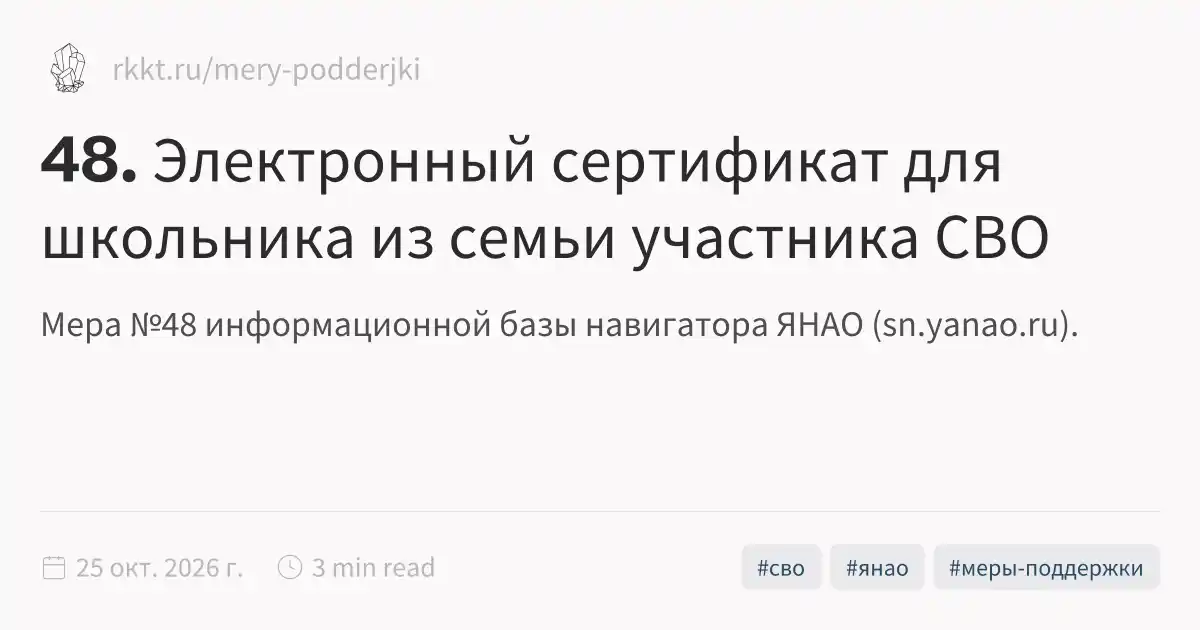 rkkt.ru/mery-podderjki
48. Электронный сертификат для
школьника из семьи участника СВО
Мера №48 информационной базы навигатора ЯНАО (sn.yanao.ru).
25 окт. 2026 г. 3 min read #сво #янао #меры-поддержки